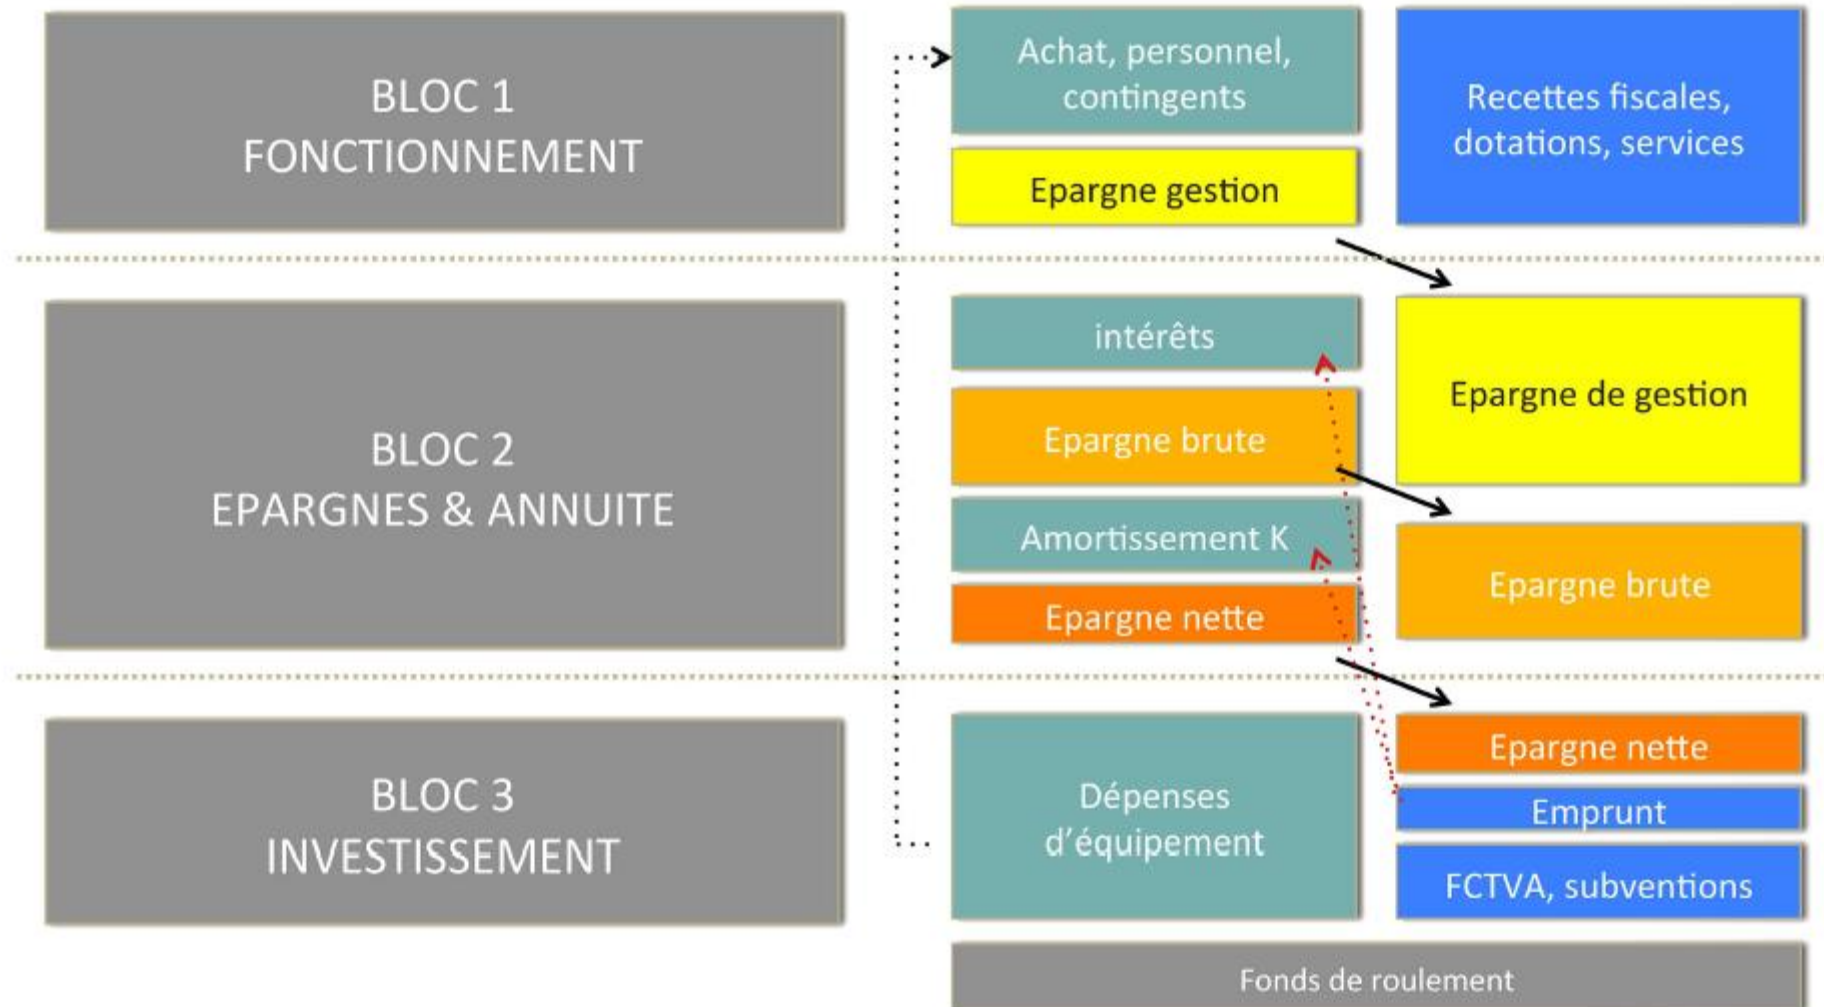 BLOC 1
FONCTIONNEMENT
Achat, personnel,
contingents
Epargne gestion
Recettes fiscales,
dotations, services
BLOC 2
EPARGNES & ANNUITE
intérêts
Epargne brute
Amortissement K
Epargne nette
Epargne de gestion
Epargne brute
BLOC 3
INVESTISSEMENT
Dépenses
d’équipement
Epargne nette
Emprunt
FCTVA, subventions
Fonds de roulement